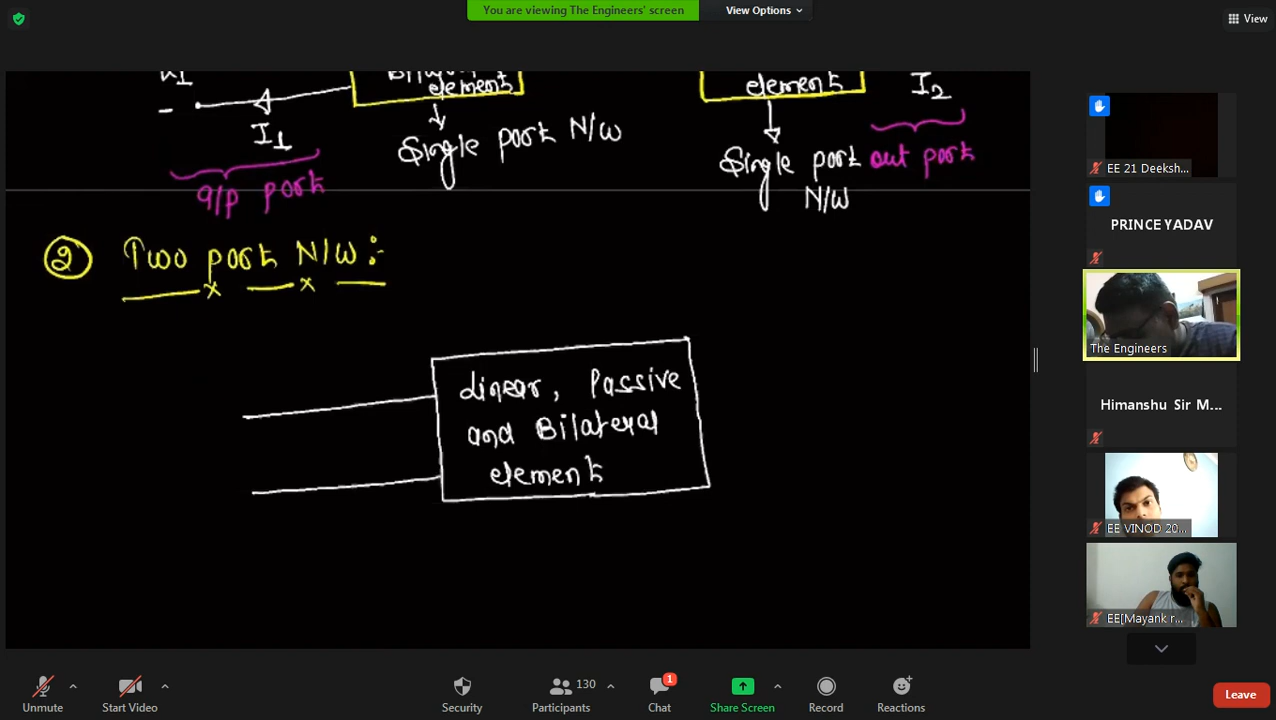 You are viewing The Engineers' screen
View Options
View
element
element
I2
I1
Single port N/W
Single port
N/W
out port
port
② Two port N/W :-
Linear, Passive
and Bilateral
element
EE 21 Deeksh...
PRINCE YADAV
The Engineers
Himanshu Sir M...
EE VINOD 20...
EE[Mayank r...
Unmute
Start Video
Security
130
Participants
1
Chat
Share Screen
Record
Reactions
Leave